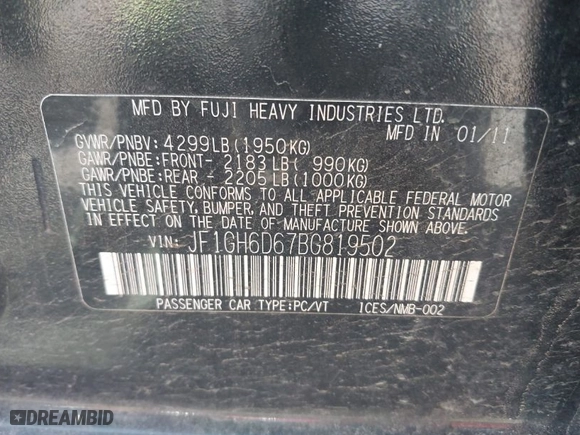 MFD BY FUJI HEAVY INDUSTRIES LTD.
MFD IN 01/11
GVWR/PNBV: 4299LB(1950KG)
GAWR/PNBE:FRONT- 2183LB( 990KG)
GAWR/PNBE:REAR - 2205LB(1000KG)
THIS VEHICLE CONFORMS TO ALL APPLICABLE FEDERAL MOTOR
VEHICLE SAFETY, BUMPER, AND THEFT PREVENTION STANDARDS
IN EFFECT ON THE DATE OF MANUFACTURE SHOWN ABOVE.
VIN: JF1GH6D67BG819502
PASSENGER CAR TYPE:PC/VT 1CES/NMB-002
DREAMBID